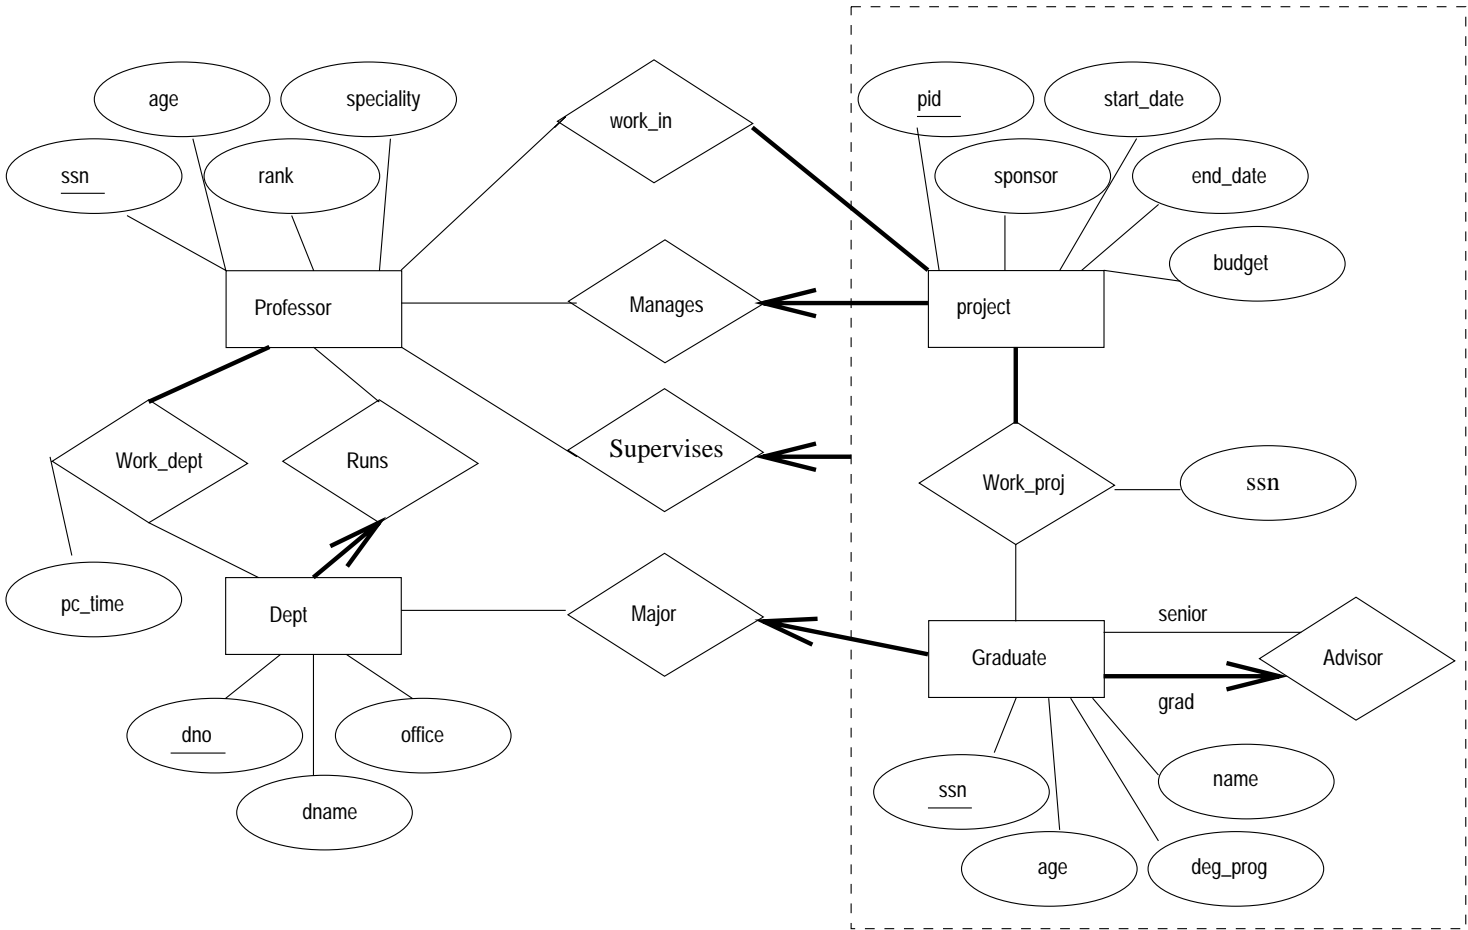 age
speciality
work_in
pid
start_date
ssn
rank
sponsor
end_date
budget
Professor
Manages
project
Work_dept
Runs
Supervises
Work_proj
ssn
pc_time
Dept
Major
senior
Graduate
Advisor
grad
dno
office
dname
ssn
name
age
deg_prog